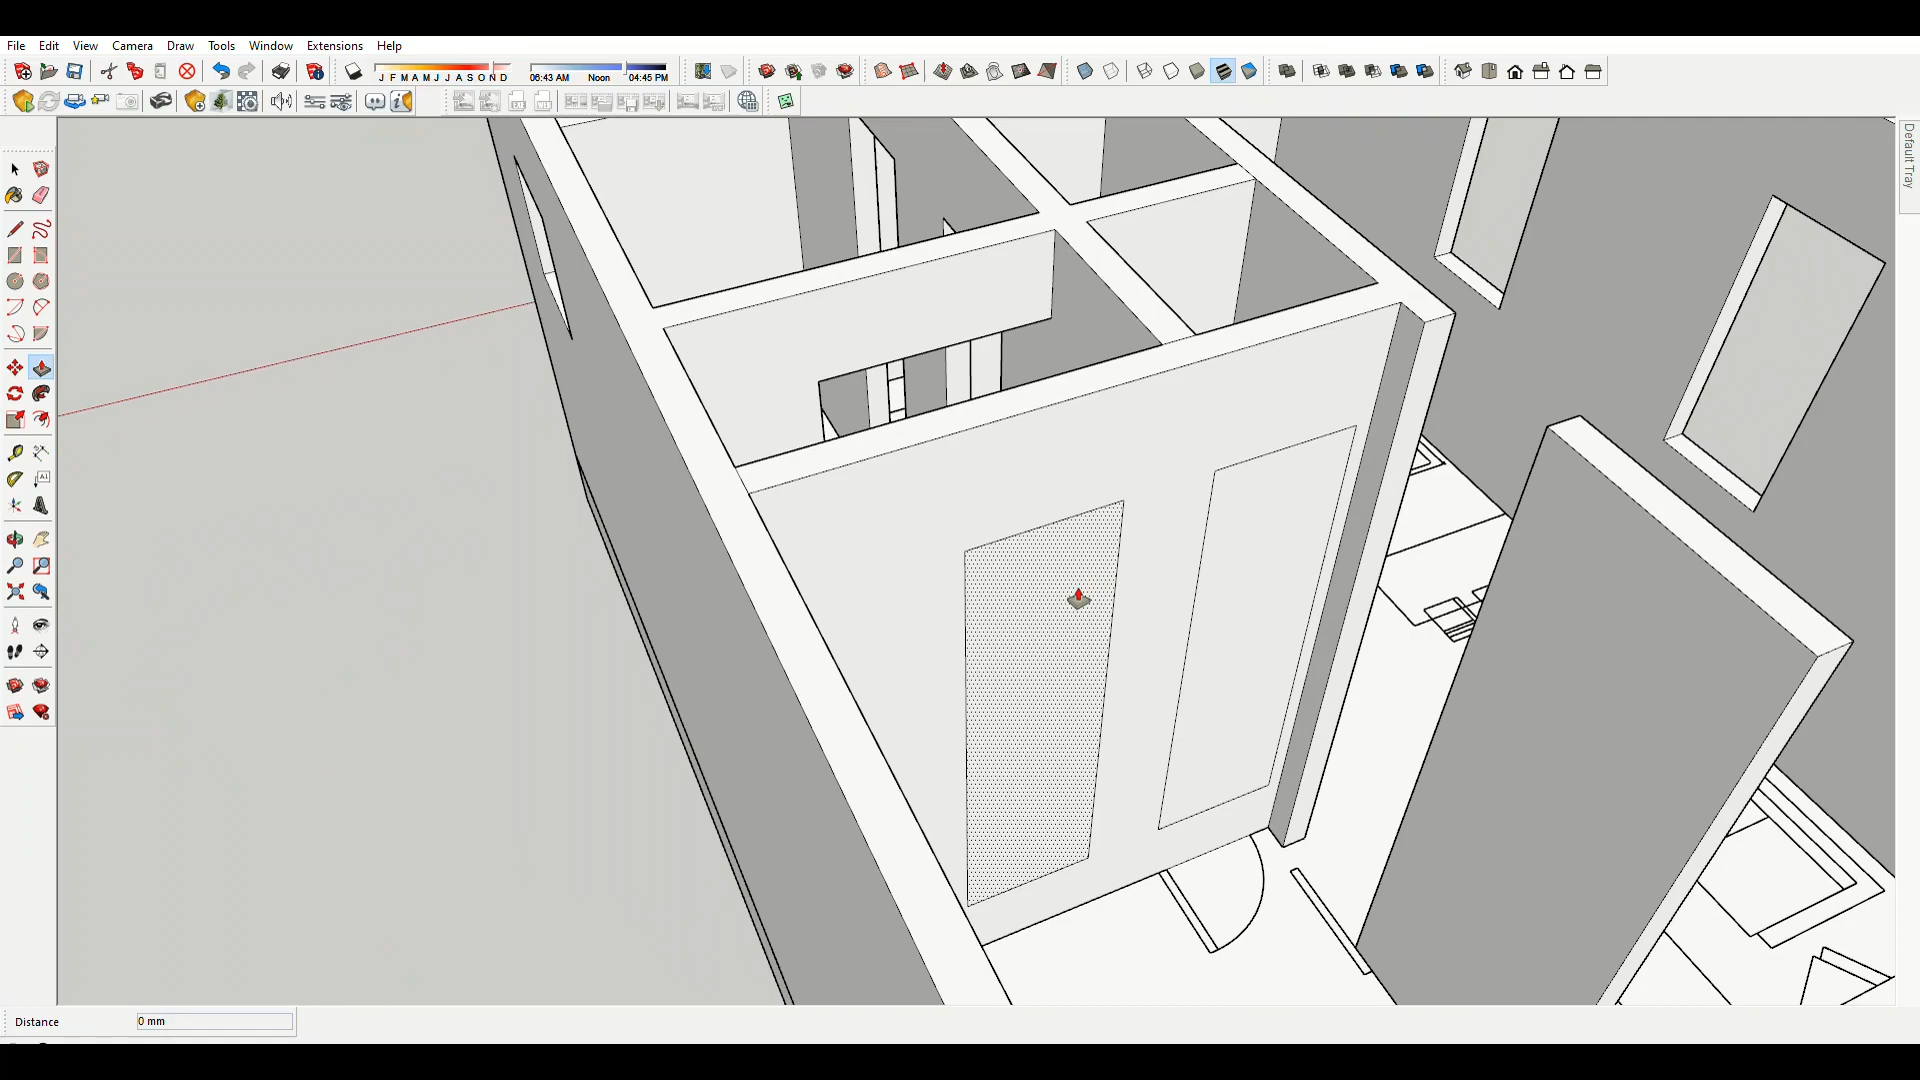 File Edit View Camera Draw Tools Window Extensions Help
J F M A M J J A S O N D
06:43 AM Noon 04:45 PM
Default Tray
A1
Distance 0 mm